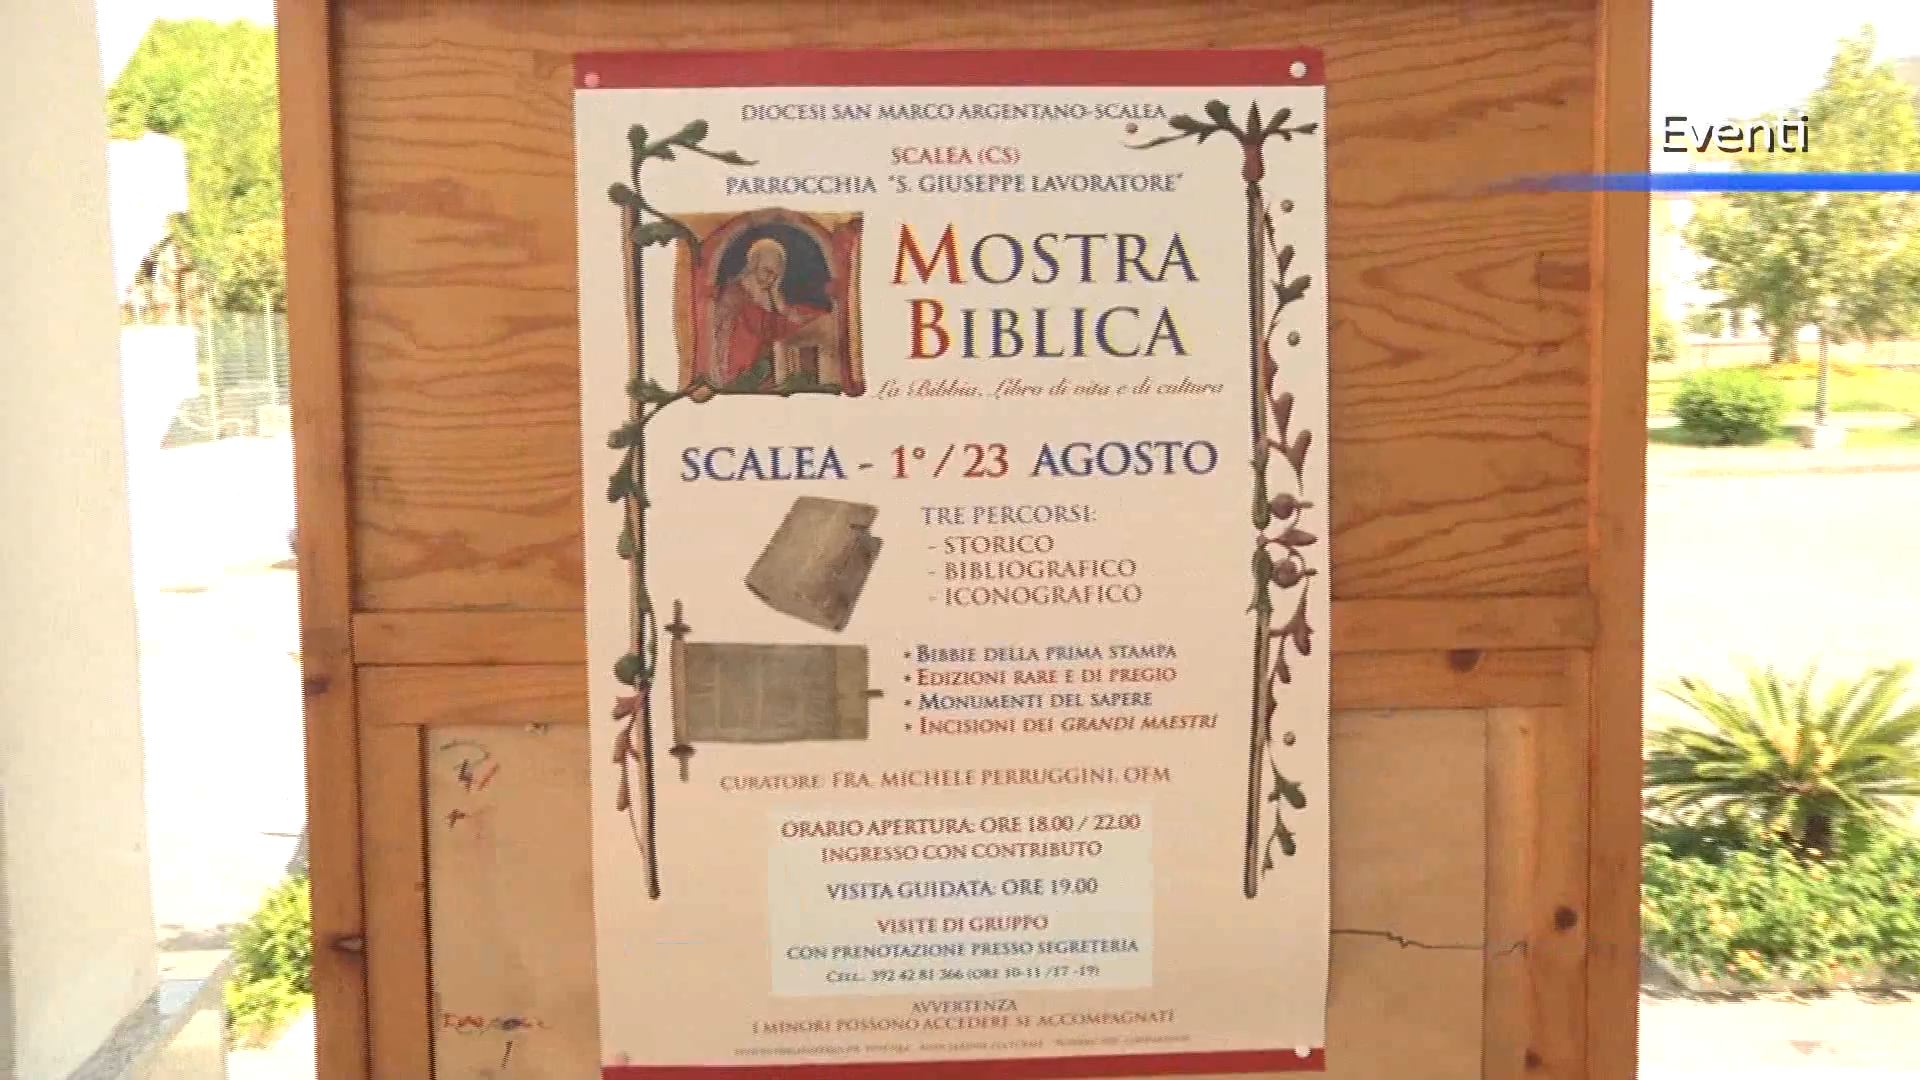 DIOCESI SAN MARCO ARGENTANO-SCALEA
SCALEA (CS)
PARROCCHIA "S. GIUSEPPE LAVORATORE"
Eventi
MOSTRA
BIBLICA
La Bibbia, Libro di vita e di cultura
SCALEA - 1°/23 AGOSTO
TRE PERCORSI:
- STORICO
- BIBLIOGRAFICO
- ICONOGRAFICO
• BIBBIE DELLA PRIMA STAMPA
• EDIZIONI RARE E DI PREGIO
• MONUMENTI DEL SAPERE
• INCISIONI DEI GRANDI MAESTRI
CURATORE: FRA. MICHELE PERRUGGINI, OFM
ORARIO APERTURA: ORE 18.00 / 22.00
INGRESSO CON CONTRIBUTO
VISITA GUIDATA: ORE 19.00
VISITE DI GRUPPO
CON PRENOTAZIONE PRESSO SEGRETERIA
CELL. 392 42 81 366 (ORE 10-11 /17 -19)
AVVERTENZA
I MINORI POSSONO ACCEDERE SE ACCOMPAGNATI